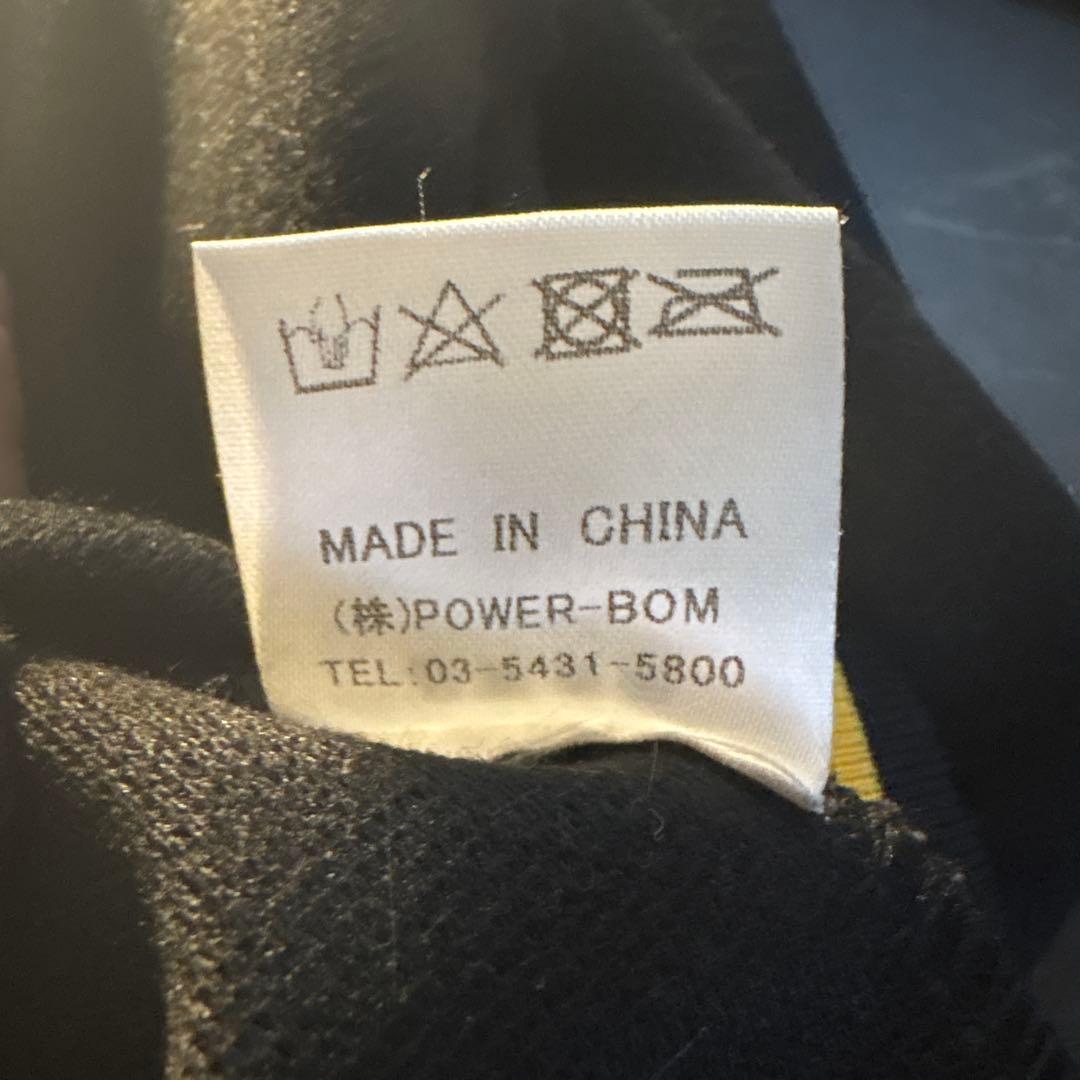 MADE IN CHINA
(株)POWER-BOM
TEL:03-5431-5800